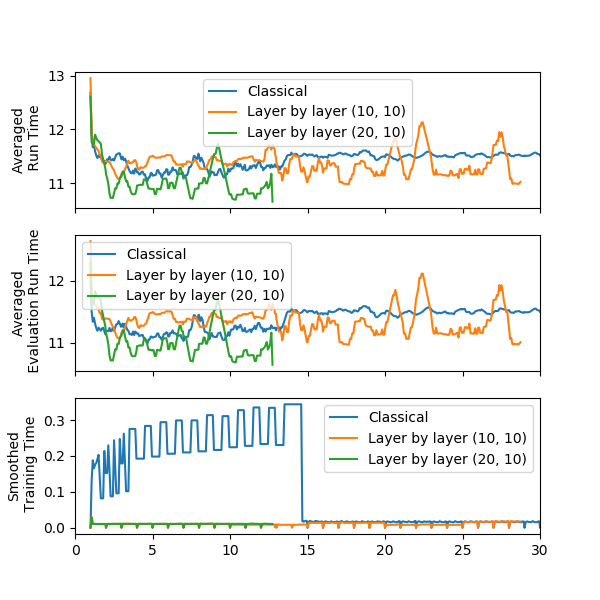 13
12
11
Averaged
Run Time
Classical
Layer by layer (10, 10)
Layer by layer (20, 10)
12
11
Averaged
Evaluation Run Time
Classical
Layer by layer (10, 10)
Layer by layer (20, 10)
0.3
0.2
0.1
0.0
Smoothed
Training Time
Classical
Layer by layer (10, 10)
Layer by layer (20, 10)
0 5 10 15 20 25 30